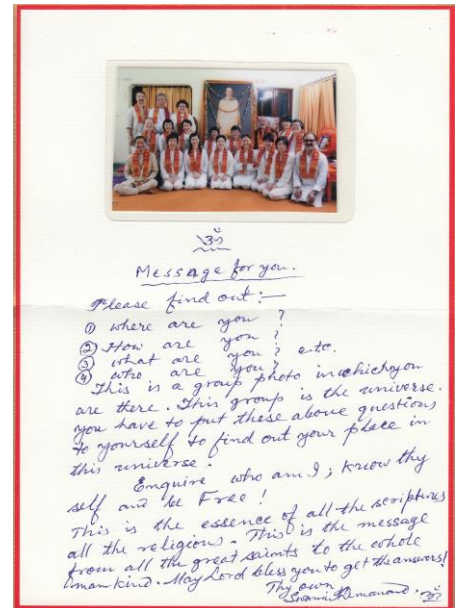 ॐ
Message for you.
Please find out:—
① where are you ?
② How are you ?
③ what are you ? etc.
④ who are you ?
This is a group photo in which you
are there. This group is the universe.
you have to put these above questions
to yourself to find out your place in
this universe.
Enquire who am I; know thy
self and be Free !
This is the essence of all the scriptures
all the religions. This is the message
from all the great saints to the whole
mankind. May Lord bless you to get the answers!
Thy own
Swami Premanand. ॐ